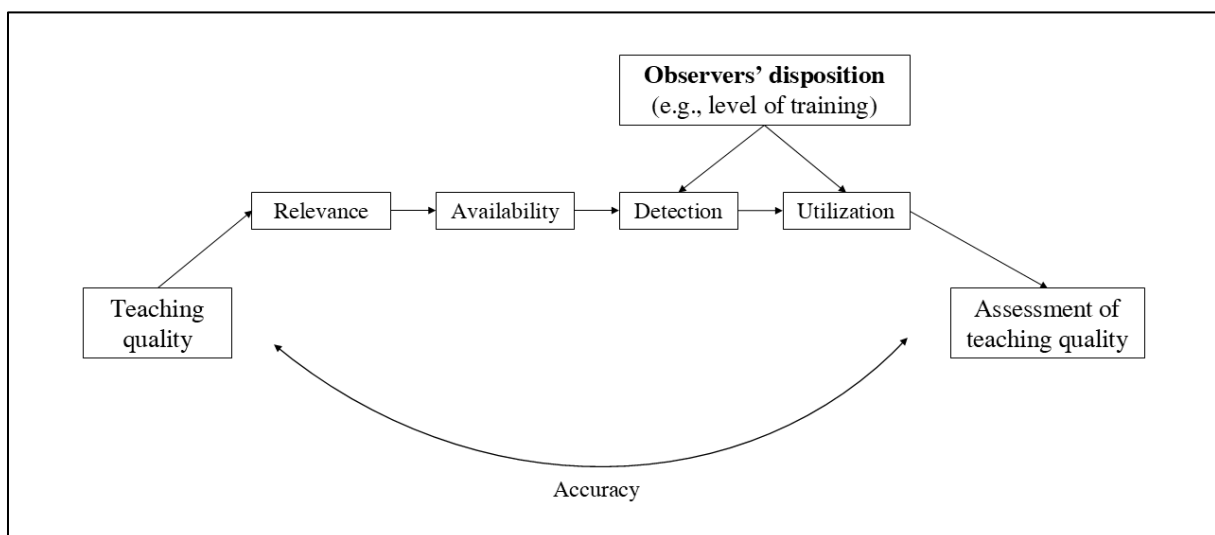 Observers’ disposition
(e.g., level of training)
Relevance
Availability
Detection
Utilization
Teaching
quality
Assessment of
teaching quality
Accuracy